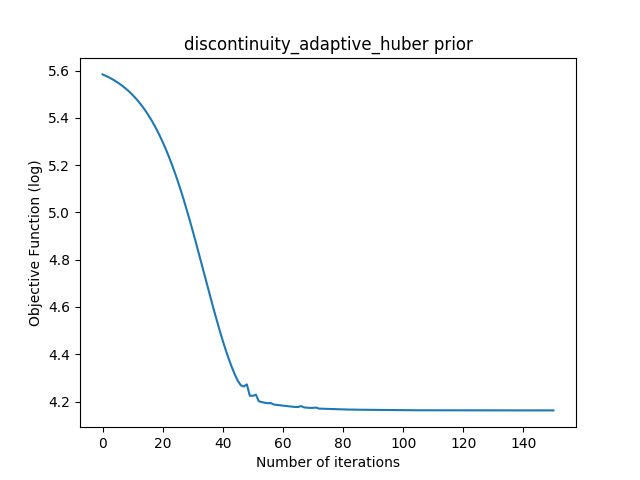 discontinuity_adaptive_huber prior
5.6
5.4
5.2
5.0
4.8
4.6
4.4
4.2
Objective Function (log)
0 20 40 60 80 100 120 140
Number of iterations